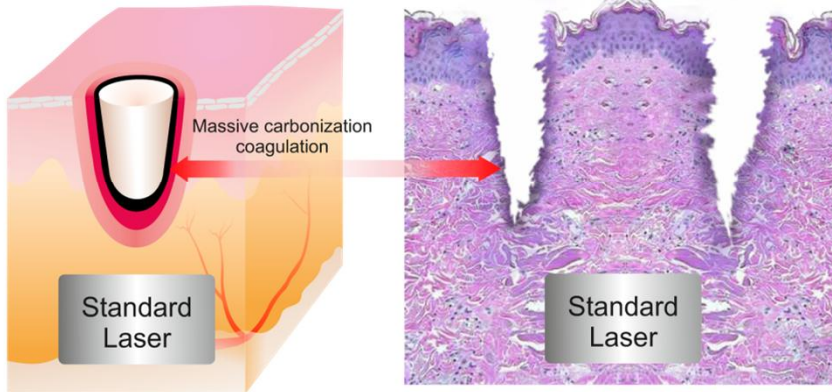 Massive carbonization
coagulation
Standard
Laser
Standard
Laser